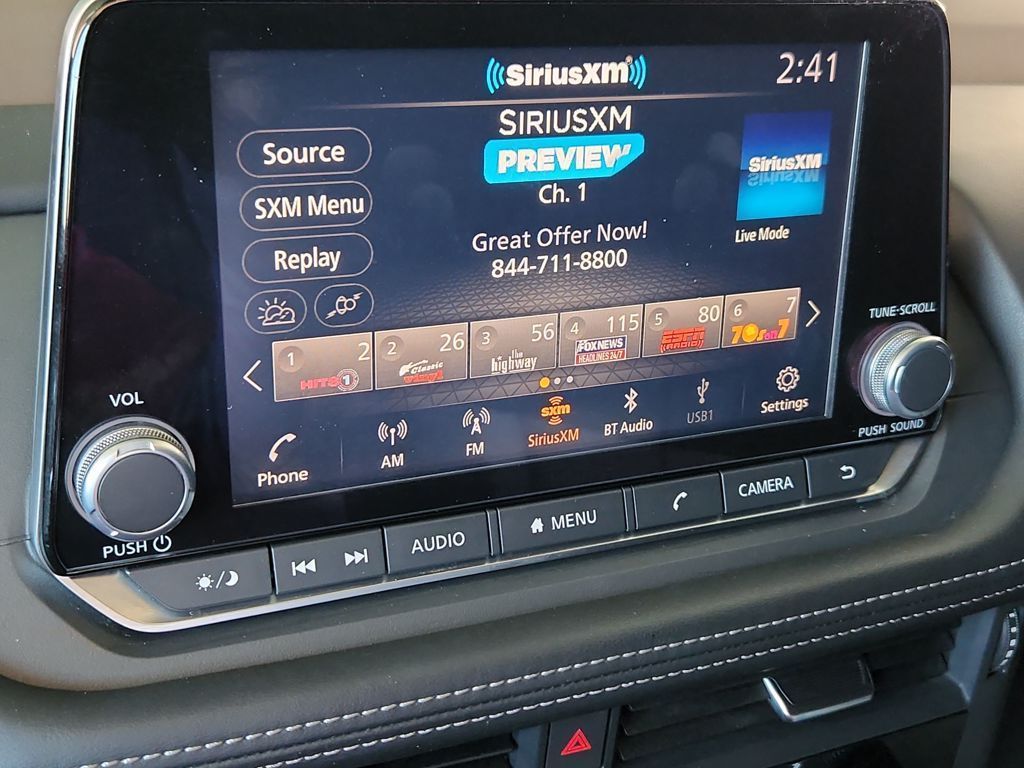 SiriusXM
2:41
SIRIUSXM
PREVIEW
Ch. 1
Great Offer Now!
844-711-8800
Source
SXM Menu
Replay
SiriusXM
Live Mode
1 2
HITS 1
2 26
Classic Vinyl
3 56
the highway
4 115
FOX NEWS
HEADLINES 24/7
5 80
ESPN
RADIO
6 7
70s on 7
Phone
AM
FM
sxm
SiriusXM
BT Audio
USB1
Settings
VOL
PUSH
TUNE·SCROLL
PUSH SOUND
AUDIO
MENU
CAMERA